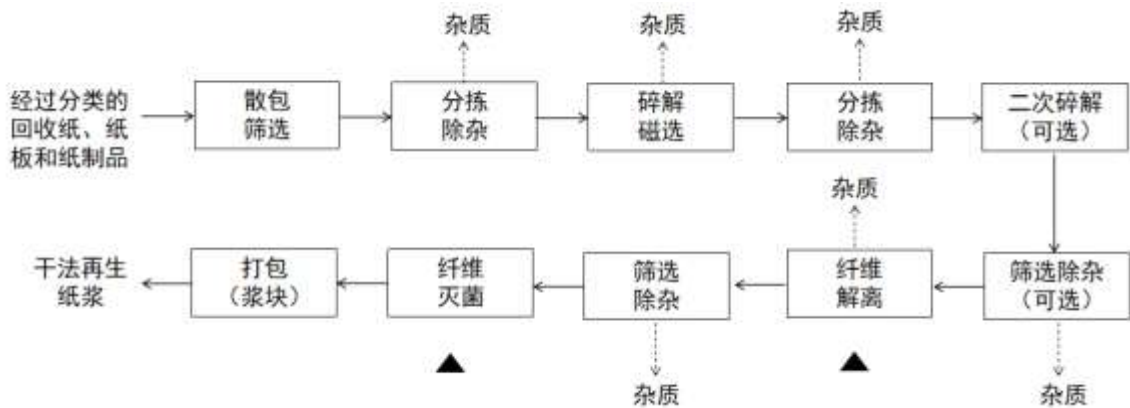 杂质
杂质
杂质
经过分类的
回收纸、纸
板和纸制品
散包
筛选
分拣
除杂
碎解
磁选
分拣
除杂
二次碎解
（可选）
杂质
干法再生
纸浆
打包
（浆块）
纤维
灭菌
筛选
除杂
纤维
解离
筛选除杂
（可选）
杂质
杂质